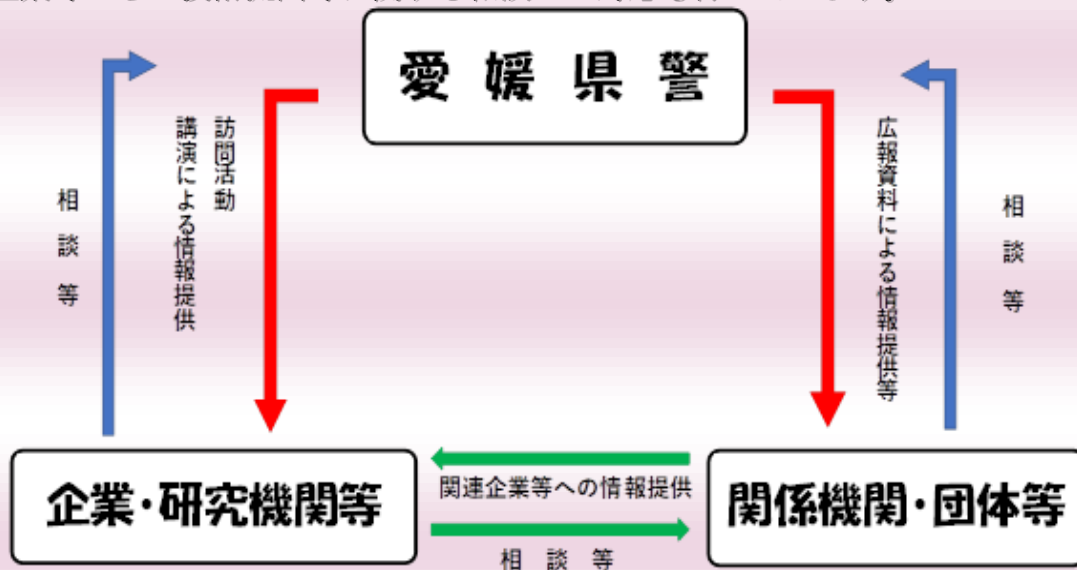 愛媛県警
訪問活動
講演による情報提供
相談等
広報資料による情報提供等
相談等
企業・研究機関等
関連企業等への情報提供
相談等
関係機関・団体等